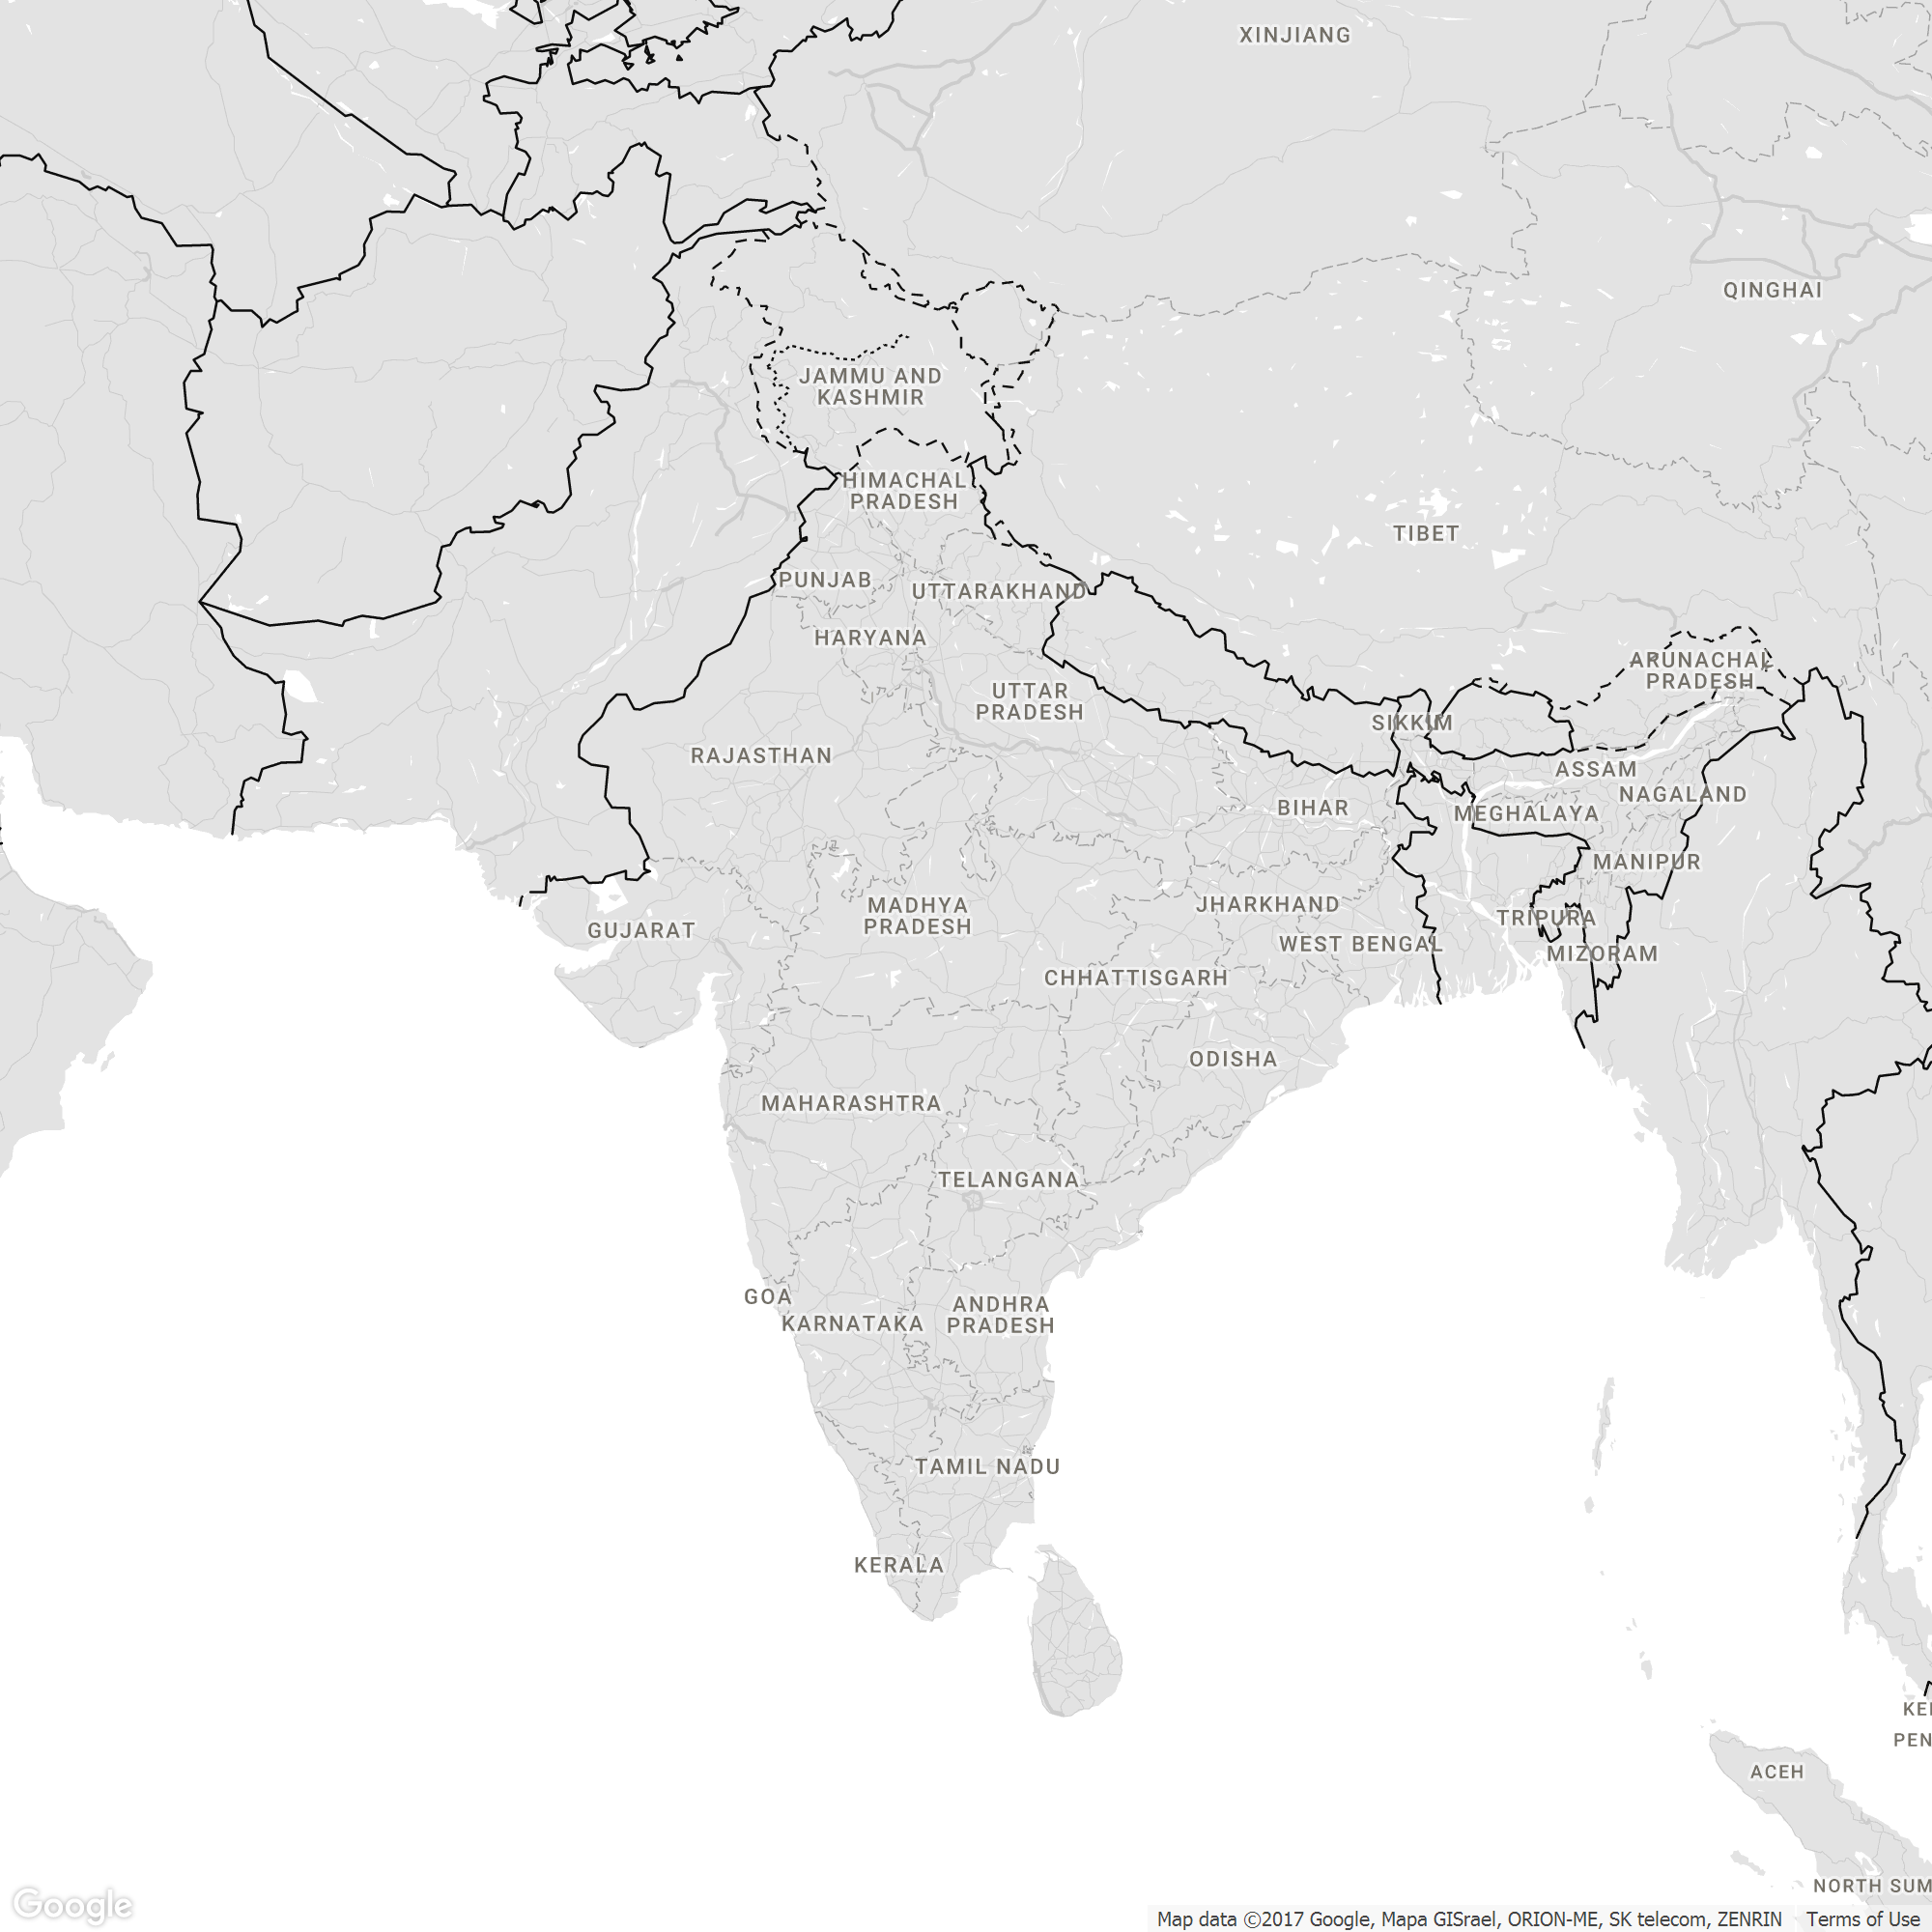 XINJIANG
QINGHAI
JAMMU AND
KASHMIR
HIMACHAL
PRADESH
TIBET
PUNJAB
UTTARAKHAND
HARYANA
ARUNACHAL
PRADESH
UTTAR
PRADESH
SIKKIM
RAJASTHAN
ASSAM
NAGALAND
BIHAR
MEGHALAYA
MANIPUR
MADHYA
PRADESH
JHARKHAND
TRIPURA
GUJARAT
WEST BENGAL
MIZORAM
CHHATTISGARH
ODISHA
MAHARASHTRA
TELANGANA
GOA
ANDHRA
PRADESH
KARNATAKA
TAMIL NADU
KERALA
PEN
ACEH
NORTH SUM
Google
Map data ©2017 Google, Mapa GISrael, ORION-ME, SK telecom, ZENRIN Terms of Use